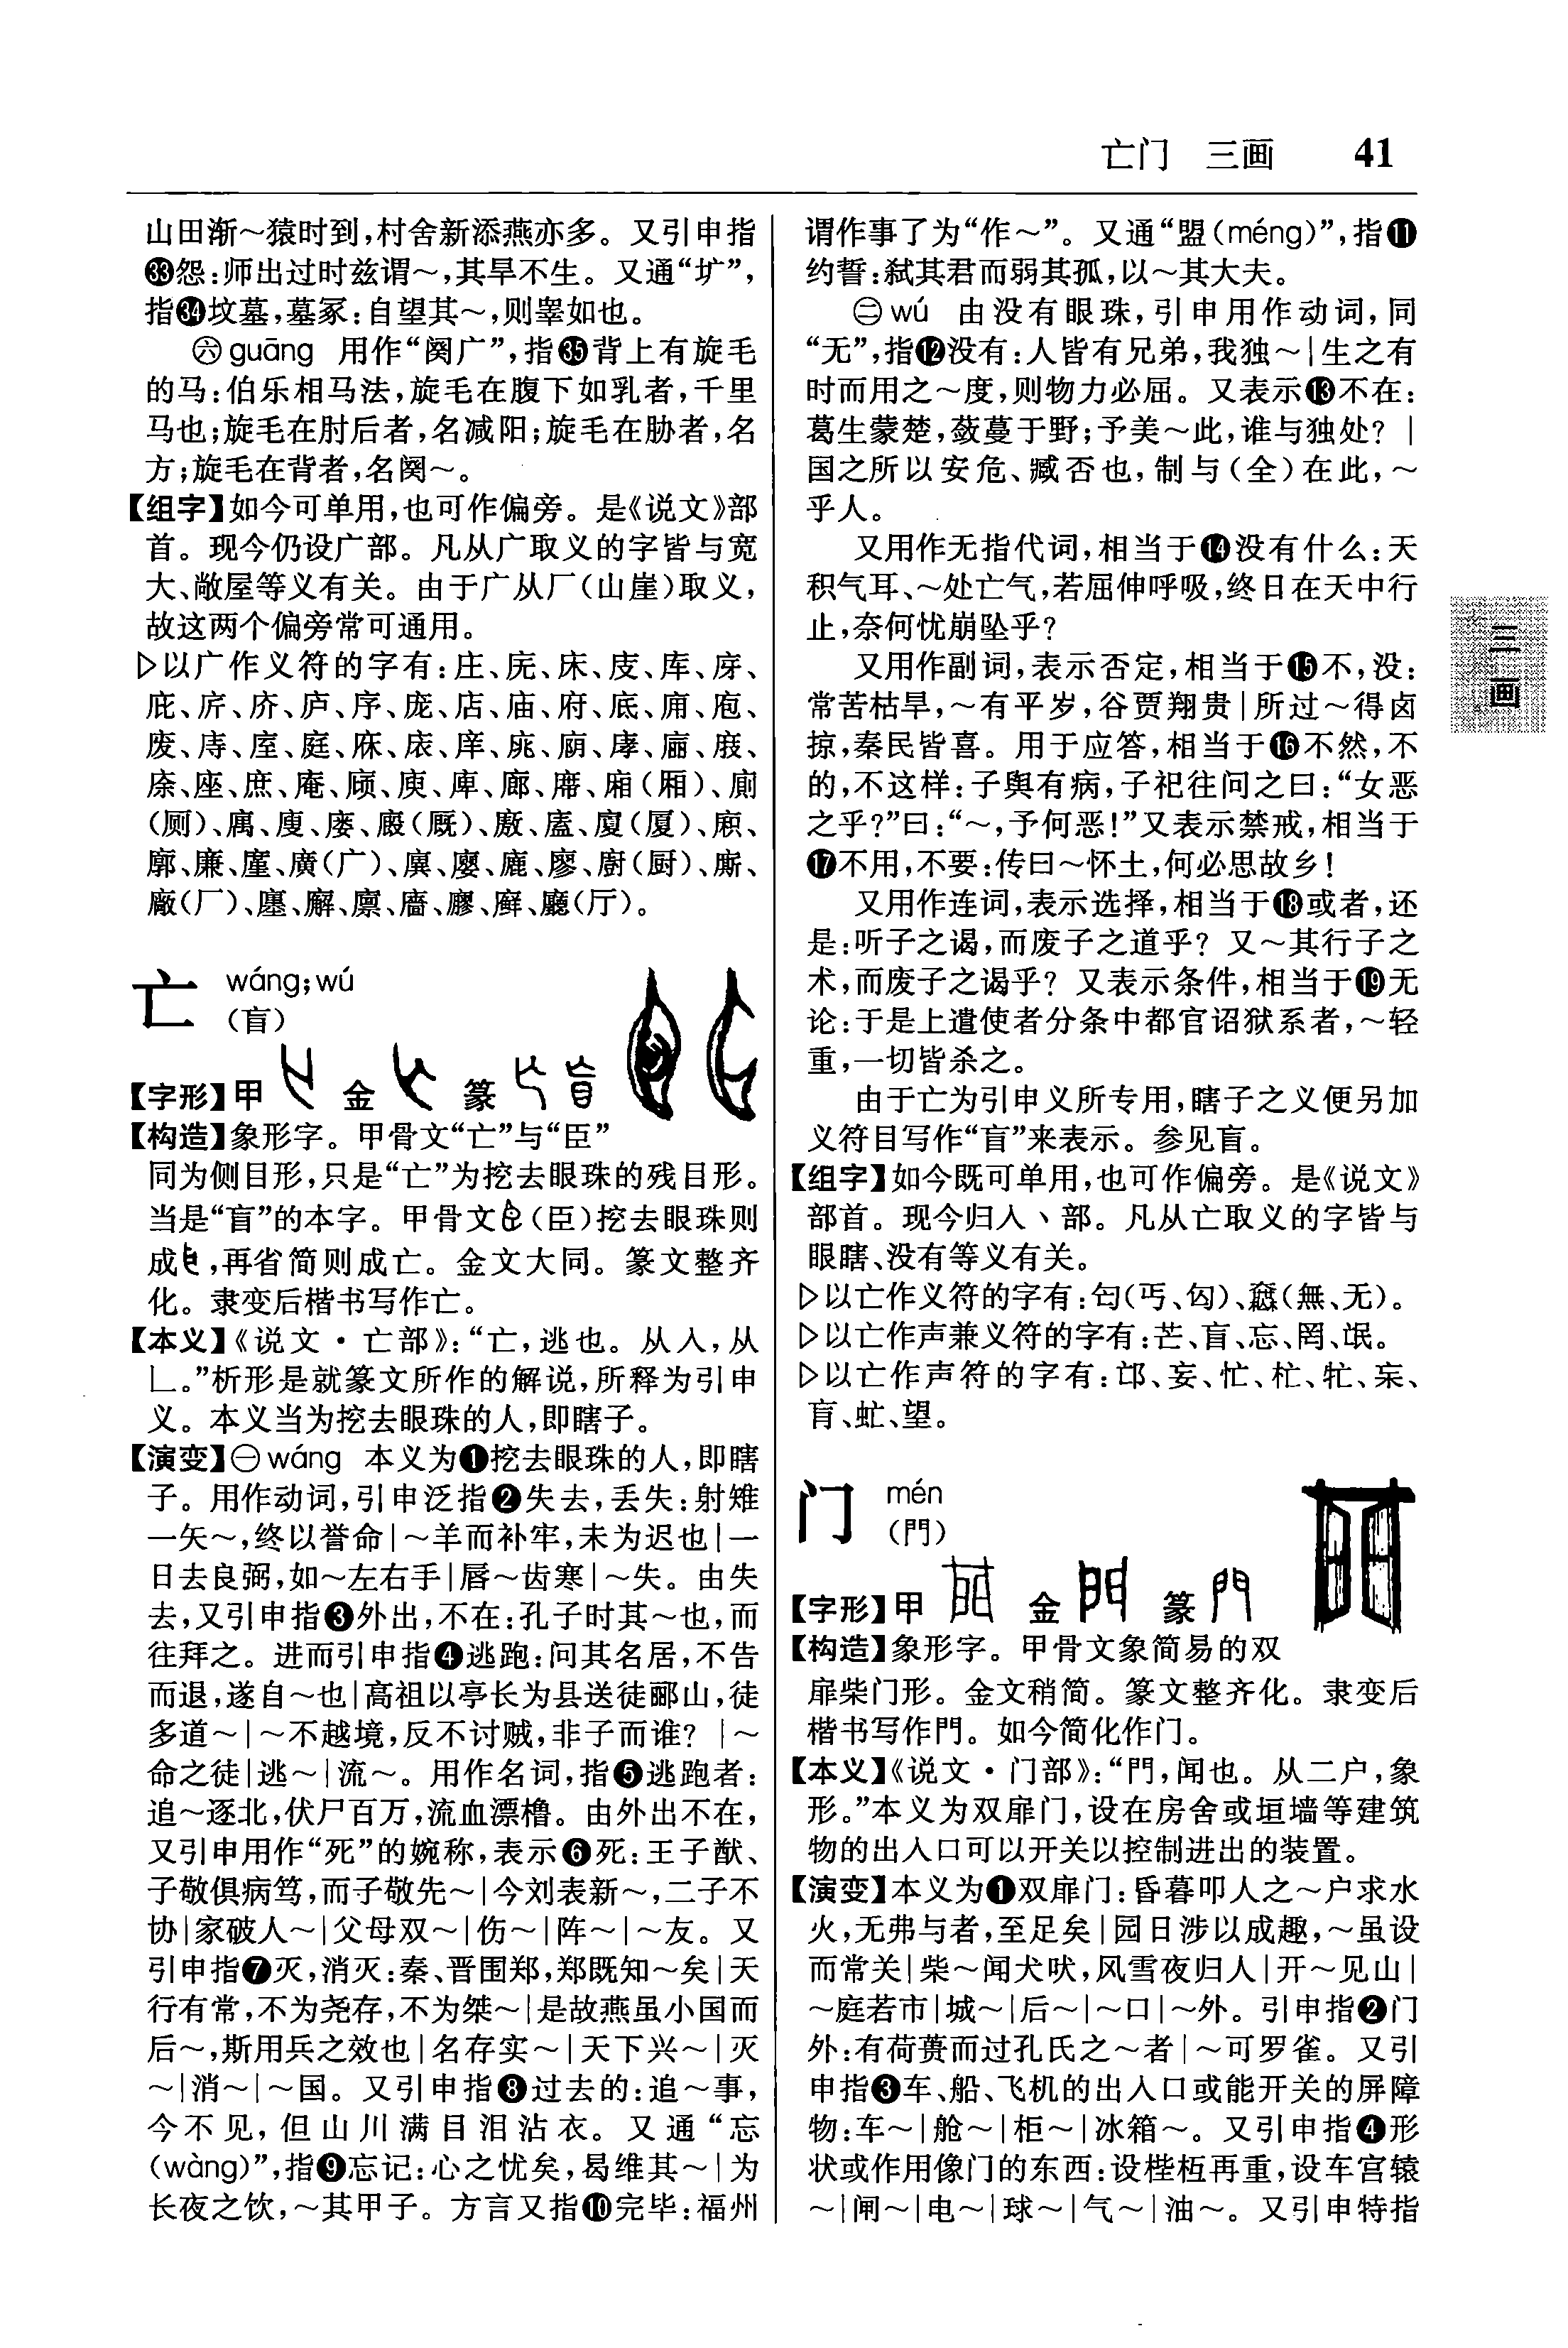 亡门 三画 41
山田渐～猿时到,村舍新添燕亦多。又引申指
㉝怨:师出过时兹谓～,其旱不生。又通“圹”,
指㉞坟墓,墓冢:自望其～,则睾如也。
㈥guāng 用作“阕广”,指㉟背上有旋毛
的马:伯乐相马法,旋毛在腹下如乳者,千里
马也;旋毛在肘后者,名减阳;旋毛在胁者,名
方;旋毛在背者,名阕～。
【组字】如今可单用,也可作偏旁。是《说文》部
首。现今仍设广部。凡从广取义的字皆与宽
大、敞屋等义有关。由于广从厂(山崖)取义,
故这两个偏旁常可通用。
▷以广作义符的字有:庄、庑、床、庋、库、庌、
庇、庎、庍、庐、序、庞、店、庙、府、底、庘、庖、
废、庤、庢、庭、庥、庡、庠、庣、庿、庨、廇、庪、
庩、座、庶、庵、庼、庾、庳、廊、廗、厢(厢)、廁
(厕)、庽、廋、廔、廄(厩)、廒、廅、廈(厦)、廎、
廓、廉、廑、廣(广)、廙、廮、廘、廖、廚(厨)、廝、
廠(厂)、廛、廨、廪、廧、廫、廯、廳(厅)。
亡 wáng;wú
(盲)
【字形】甲 金 篆
【构造】象形字。甲骨文“亡”与“臣”
同为侧目形,只是“亡”为挖去眼珠的残目形。
当是“盲”的本字。甲骨文(臣)挖去眼珠则
成,再省简则成亡。金文大同。篆文整齐
化。隶变后楷书写作亡。
【本义】《说文·亡部》:“亡,逃也。从入,从
乚。”析形是就篆文所作的解说,所释为引申
义。本义当为挖去眼珠的人,即瞎子。
【演变】㊀wáng 本义为❶挖去眼珠的人,即瞎
子。用作动词,引申泛指❷失去,丢失:射雉
一矢～,终以誉命|～羊而补牢,未为迟也|一
日去良弼,如～左右手|唇～齿寒|～失。由失
去,又引申指❸外出,不在:孔子时其～也,而
往拜之。进而引申指❹逃跑:问其名居,不告
而退,遂自～也|高祖以亭长为县送徒郦山,徒
多道～|～不越境,反不讨贼,非子而谁?|～
命之徒|逃～|流～。用作名词,指❺逃跑者:
追～逐北,伏尸百万,流血漂橹。由外出不在,
又引申用作“死”的婉称,表示❻死:王子猷、
子敬俱病笃,而子敬先～|今刘表新～,二子不
协|家破人～|父母双～|伤～|阵～|～友。又
引申指❼灭,消灭:秦、晋围郑,郑既知～矣|天
行有常,不为尧存,不为桀～|是故燕虽小国而
后～,斯用兵之效也|名存实～|天下兴～|灭
～|消～|～国。又引申指❽过去的:追～事,
今不见,但山川满目泪沾衣。又通“忘
(wàng)”,指❾忘记:心之忧矣,曷维其～|为
长夜之饮,～其甲子。方言又指❿完毕:福州
谓作事了为“作～”。又通“盟(méng)”,指⓫
约誓:弑其君而弱其孤,以～其大夫。
㊁wú 由没有眼珠,引申用作动词,同
“无”,指⓬没有:人皆有兄弟,我独～|生之有
时而用之～度,则物力必屈。又表示⓭不在:
葛生蒙楚,蔹蔓于野;予美～此,谁与独处?|
国之所以安危、臧否也,制与(全)在此,～
乎人。
又用作无指代词,相当于⓮没有什么:天
积气耳、～处亡气,若屈伸呼吸,终日在天中行
止,奈何忧崩坠乎?
又用作副词,表示否定,相当于⓯不,没:
常苦枯旱,～有平岁,谷贾翔贵|所过～得卤
掠,秦民皆喜。用于应答,相当于⓰不然,不
的,不这样:子舆有病,子祀往问之曰:“女恶
之乎?”曰:“～,予何恶!”又表示禁戒,相当于
⓱不用,不要:传曰～怀土,何必思故乡!
又用作连词,表示选择,相当于⓲或者,还
是:听子之谒,而废子之道乎?又～其行子之
术,而废子之谒乎?又表示条件,相当于⓳无
论:于是上遣使者分条中都官诏狱系者,～轻
重,一切皆杀之。
由于亡为引申义所专用,瞎子之义便另加
义符目写作“盲”来表示。参见盲。
【组字】如今既可单用,也可作偏旁。是《说文》
部首。现今归入丶部。凡从亡取义的字皆与
眼瞎、没有等义有关。
▷以亡作义符的字有:匃(丐、匄)、橆(無、无)。
▷以亡作声兼义符的字有:芒、盲、忘、罔、氓。
▷以亡作声符的字有:邙、妄、忙、杧、牤、杗、
肓、虻、望。
门 mén
(門)
【字形】甲 金 篆
【构造】象形字。甲骨文象简易的双
扉柴门形。金文稍简。篆文整齐化。隶变后
楷书写作門。如今简化作门。
【本义】《说文·门部》:“門,闻也。从二户,象
形。”本义为双扉门,设在房舍或垣墙等建筑
物的出入口可以开关以控制进出的装置。
【演变】本义为❶双扉门:昏暮叩人之～户求水
火,无弗与者,至足矣|园日涉以成趣,～虽设
而常关|柴～闻犬吠,风雪夜归人|开～见山|
～庭若市|城～|后～|～口|～外。引申指❷门
外:有荷蒉而过孔氏之～者|～可罗雀。又引
申指❸车、船、飞机的出入口或能开关的屏障
物:车～|舱～|柜～|冰箱～。又引申指❹形
状或作用像门的东西:设梐枑再重,设车宫辕
～|闸～|电～|球～|气～|油～。又引申特指
三画